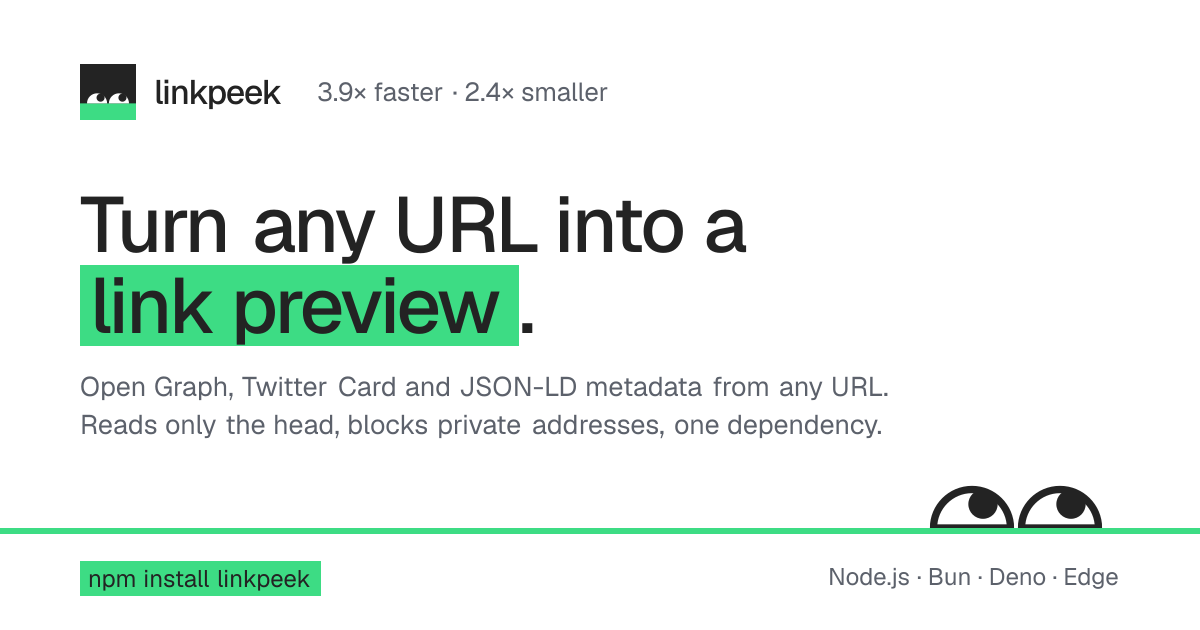 linkpeek
3.9× faster · 2.4× smaller
Turn any URL into a
link preview.
Open Graph, Twitter Card and JSON-LD metadata from any URL.
Reads only the head, blocks private addresses, one dependency.
npm install linkpeek
Node.js · Bun · Deno · Edge